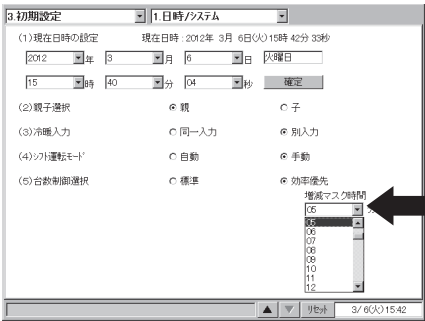 3.初期設定 1.日時/システム
(1)現在日時の設定 現在日時：2012年 3月 6日(火)15時 42分 33秒
2012 年 3 月 6 日 火曜日
15 時 40 分 04 秒 確定
(2)親子選択 親 子
(3)冷暖入力 同一入力 別入力
(4)ｼﾌﾄ運転ﾓｰﾄﾞ 自動 手動
(5)台数制御選択 標準 効率優先
増減マスク時間
05
05
06
07
08
09
10
11
12
▲ ▼ ﾘｾｯﾄ 3/ 6(火)15:42